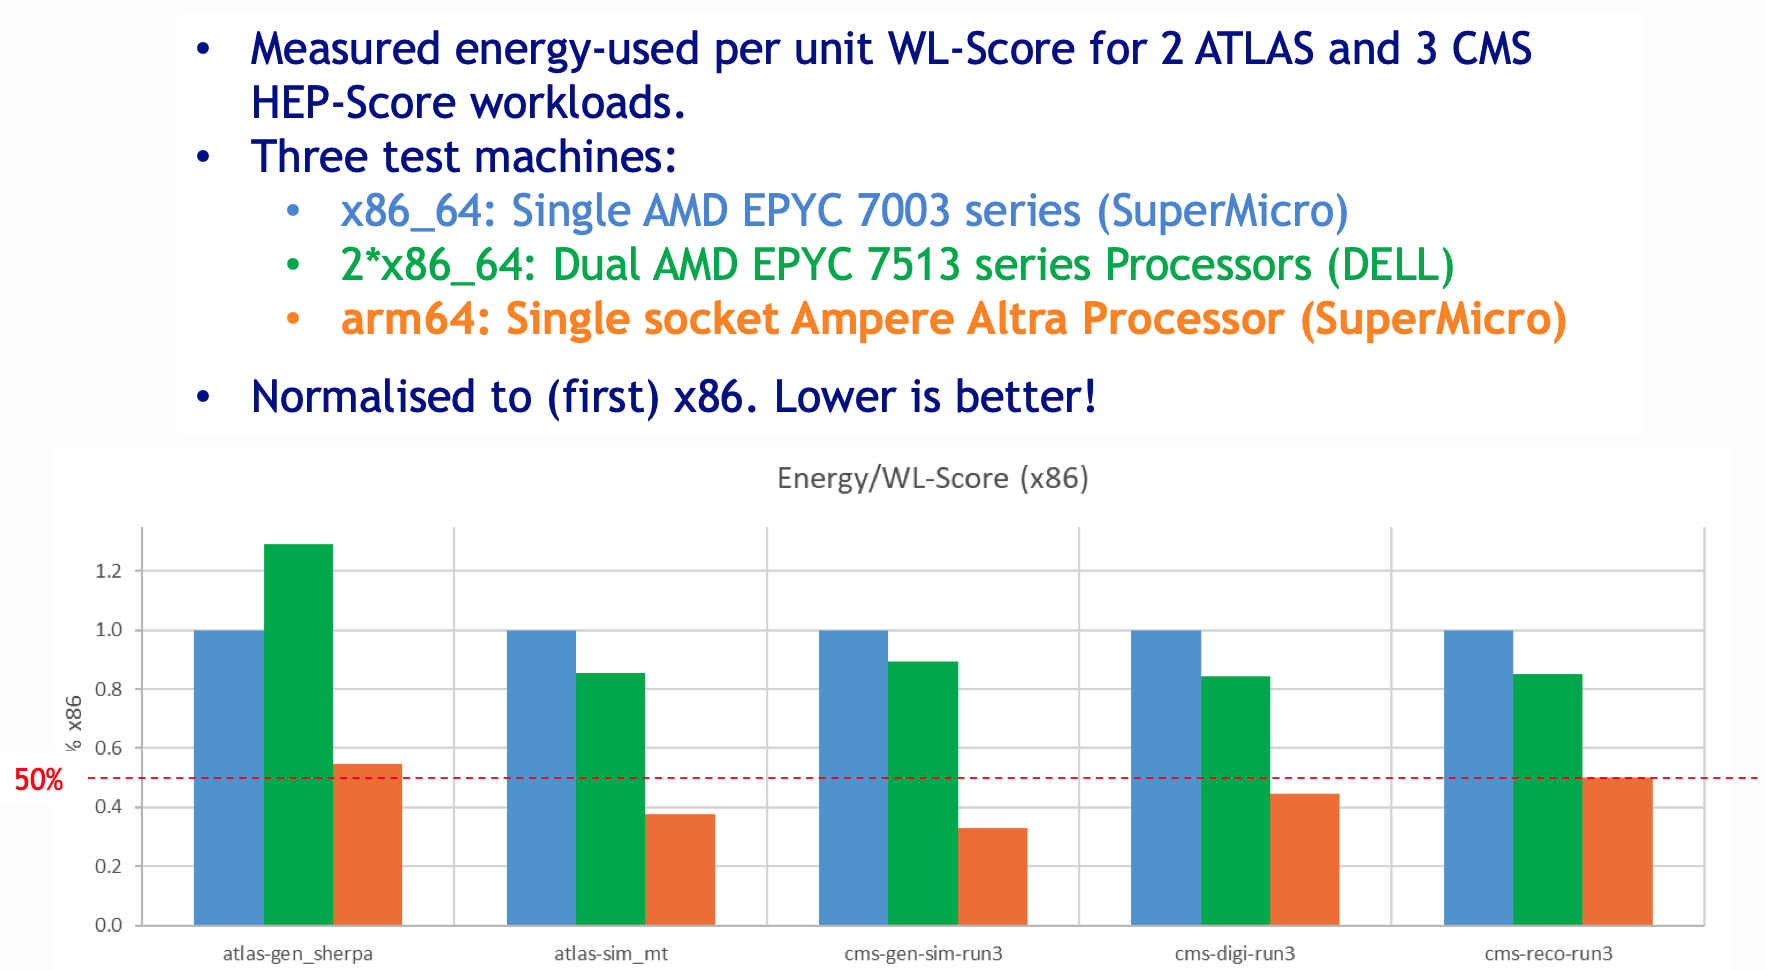 • Measured energy-used per unit WL-Score for 2 ATLAS and 3 CMS
HEP-Score workloads.
• Three test machines:
• x86_64: Single AMD EPYC 7003 series (SuperMicro)
• 2*x86_64: Dual AMD EPYC 7513 series Processors (DELL)
• arm64: Single socket Ampere Altra Processor (SuperMicro)
• Normalised to (first) x86. Lower is better!
Energy/WL-Score (x86)
1.2
1.0
0.8
% x86
0.6
50%
0.4
0.2
0.0
atlas-gen_sherpa
atlas-sim_mt
cms-gen-sim-run3
cms-digi-run3
cms-reco-run3